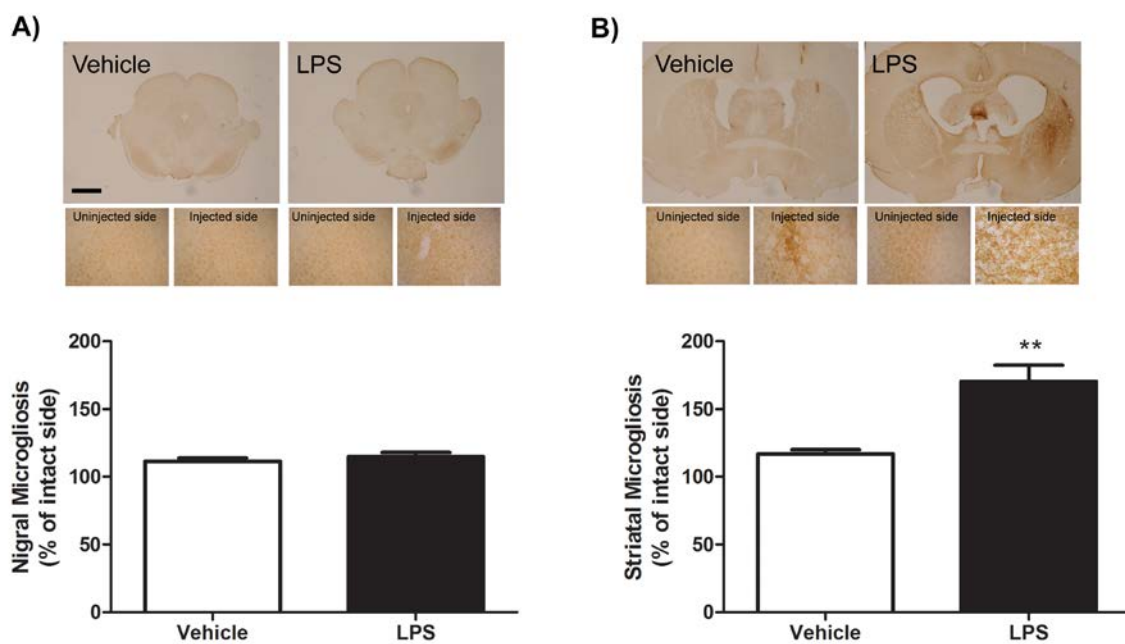 A)
Vehicle
LPS
Uninjected side
Injected side
Uninjected side
Injected side
Nigral Microgliosis
(% of intact side)
200
150
100
50
0
Vehicle
LPS
B)
Vehicle
LPS
Uninjected side
Injected side
Uninjected side
Injected side
Striatal Microgliosis
(% of intact side)
200
150
100
50
0
**
Vehicle
LPS